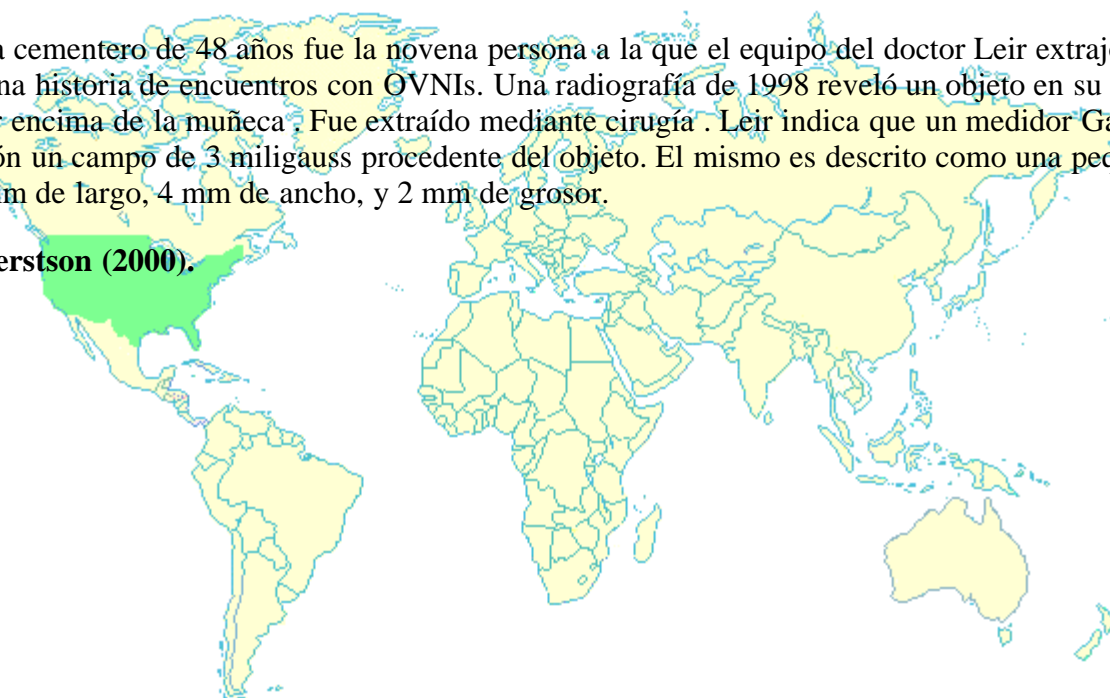 a cementero de 48 años fue la novena persona a la que el equipo del doctor Leir extrajo
na historia de encuentros con OVNIs. Una radiografía de 1998 reveló un objeto en su
encima de la muñeca . Fue extraído mediante cirugía . Leir indica que un medidor Ga
ón un campo de 3 miligauss procedente del objeto. El mismo es descrito como una peq
m de largo, 4 mm de ancho, y 2 mm de grosor.
erstson (2000).